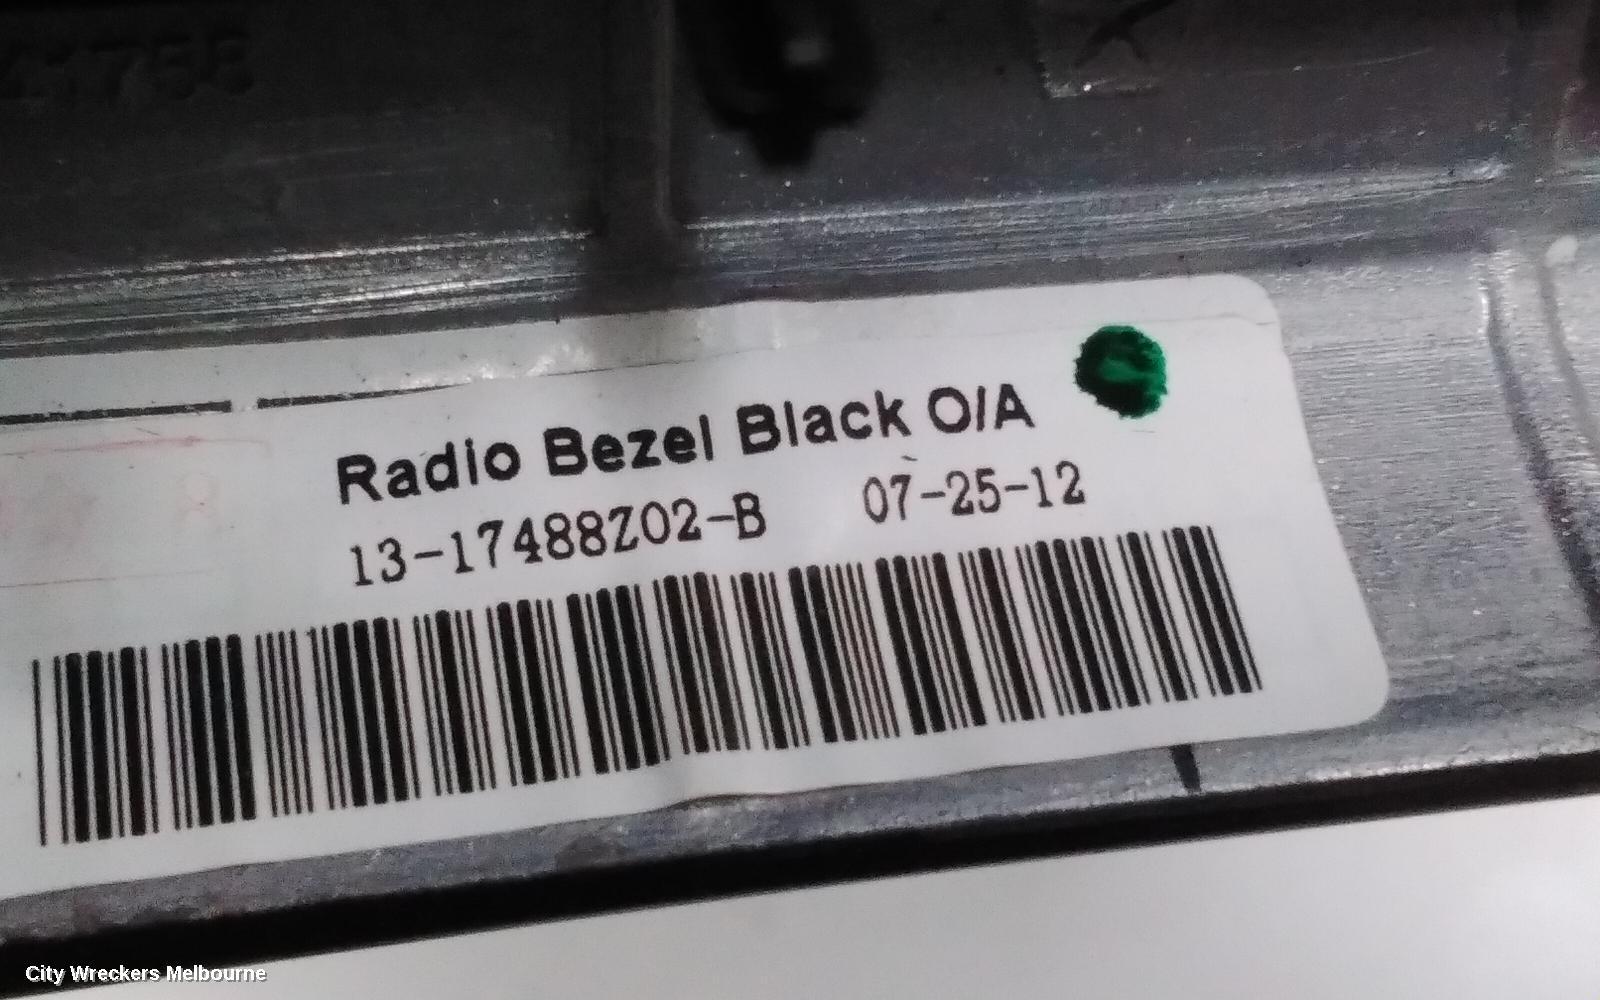 Radio Bezel Black O/A
13-17488Z02-B 07-25-12
City Wreckers Melbourne